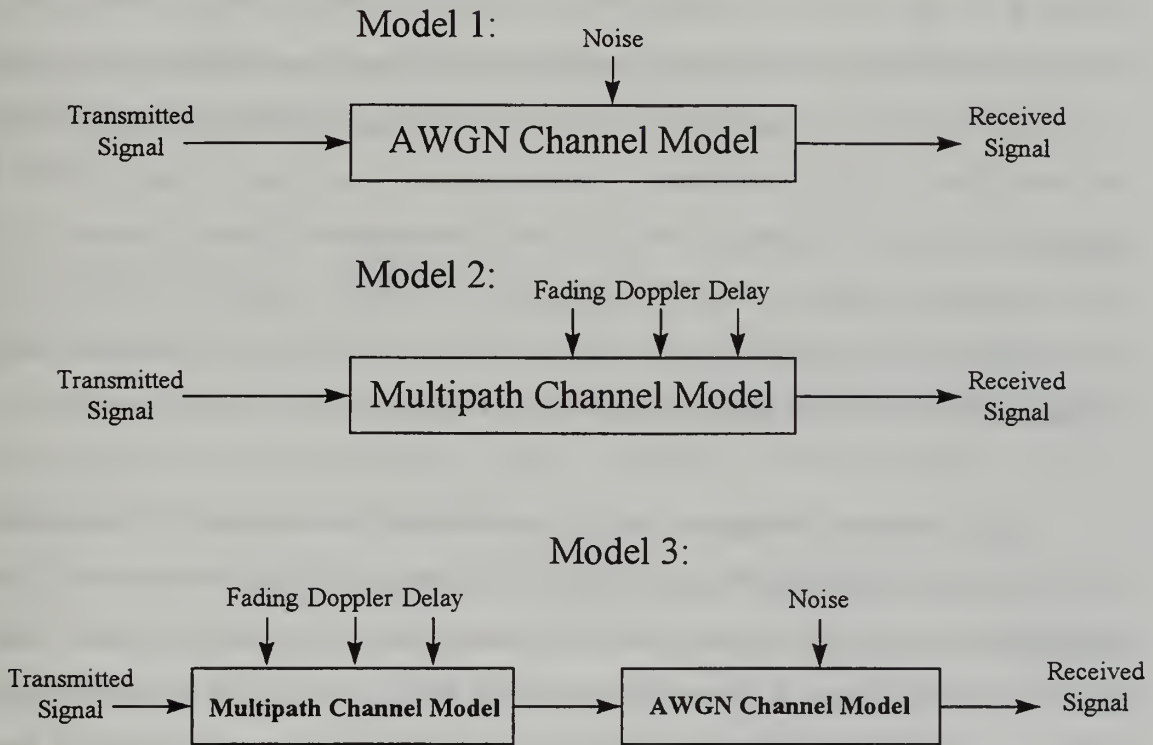 Model 1:
Noise
Transmitted
Signal
AWGN Channel Model
Received
Signal
Model 2:
Fading Doppler Delay
Transmitted
Signal
Multipath Channel Model
Received
Signal
Model 3:
Fading Doppler Delay
Noise
Transmitted
Signal
Multipath Channel Model
AWGN Channel Model
Received
Signal